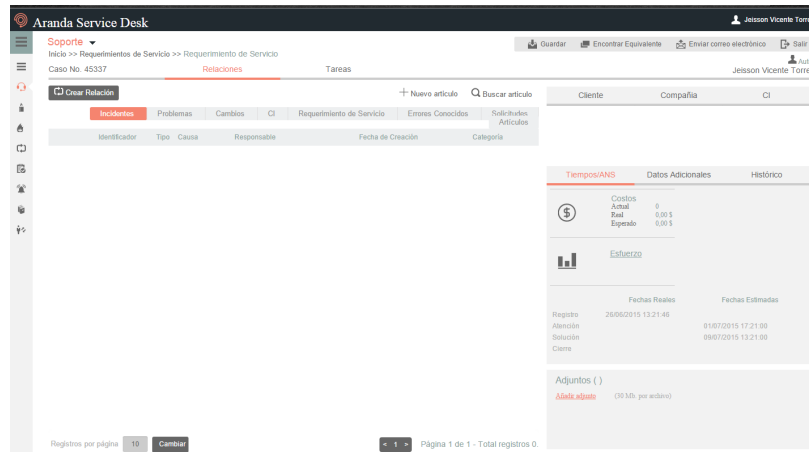 Aranda Service Desk
Jeisson Vicente Torre
Soporte
Guardar Encontrar Equivalente Enviar correo electrónico Salir
Inicio >> Requerimientos de Servicio >> Requerimiento de Servicio
Aut
Jeisson Vicente Torre
Caso No. 45337 Relaciones Tareas
Crear Relación Nuevo artículo Buscar artículo
Cliente Compañía CI
Incidentes Problemas Cambios CI Requerimiento de Servicio Errores Conocidos Solicitudes
Artículos
Identificador Tipo Causa Responsable Fecha de Creación Categoría
Tiempos/ANS Datos Adicionales Histórico
Costos
Actual 0
Real 0,00 $
Esperado 0,00 $
Esfuerzo
Fechas Reales Fechas Estimadas
Registro 26/06/2015 13:21:46
Atención 01/07/2015 17:21:00
Solución 09/07/2015 13:21:00
Cierre
Adjuntos ( )
Añadir adjunto (50 Mb. por archivo)
Registros por página 10 Cambiar < 1 > Página 1 de 1 - Total registros 0.